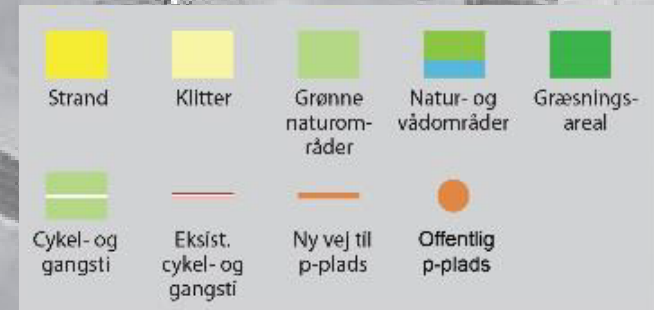 Strand
Klitter
Grønne
naturom-
råder
Natur- og
vådområder
Græsnings-
areal
Cykel- og
gangsti
Eksist.
cykel- og
gangsti
Ny vej til
p-plads
Offentlig
p-plads